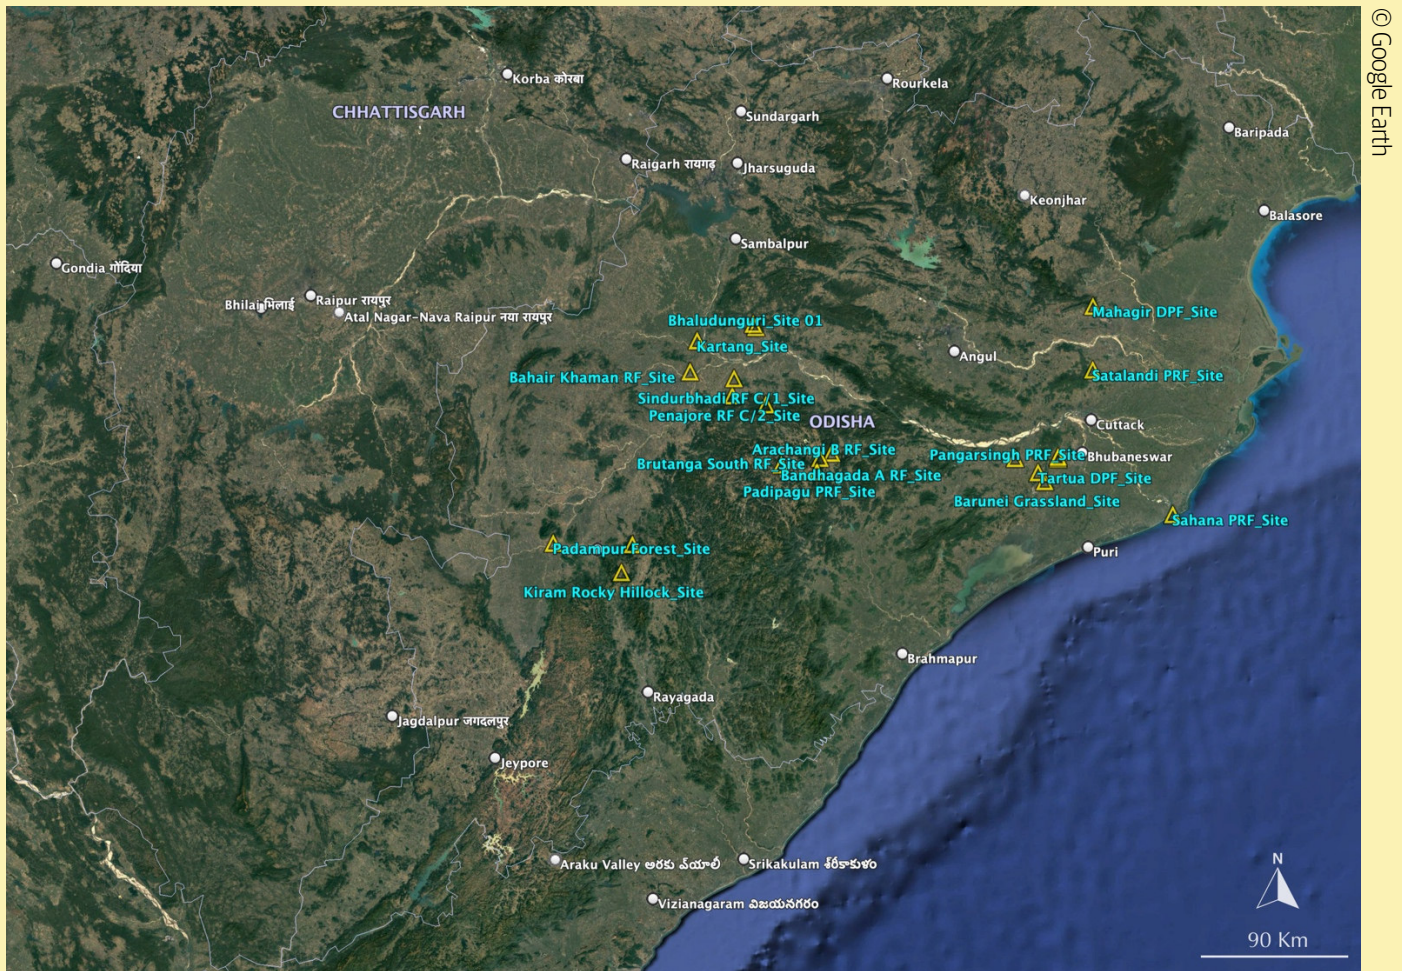 © Google Earth
Korba कोरबा
Rourkela
CHHATTISGARH
Sundargarh
Baripada
Raigarh रायगढ़
Jharsuguda
Keonjhar
Balasore
Sambalpur
Gondia गोंदिया
Bhilai भिलाई
Raipur रायपुर
Atal Nagar-Nava Raipur नया रायपुर
Mahagir DPF_Site
Bhaludunguri_Site 01
Kartang_Site
Angul
Bahair Khaman RF_Site
Satalandi PRF_Site
Sindurbhadi RF C/1_Site
Penajore RF C/2_Site
ODISHA
Cuttack
Arachangi B RF_Site
Pangarsingh PRF_Site
Bhubaneswar
Brutanga South RF_Site
Bandhagada A RF_Site
Tartua DPF_Site
Padipagu PRF_Site
Barunei Grassland_Site
Sahana PRF_Site
Padampur Forest_Site
Puri
Kiram Rocky Hillock_Site
Brahmapur
Rayagada
Jagdalpur जगदलपुर
Jeypore
Araku Valley అరకు వ్యాలీ
Srikakulam శ్రీకాకుళం
Vizianagaram విజయనగరం
N
90 Km